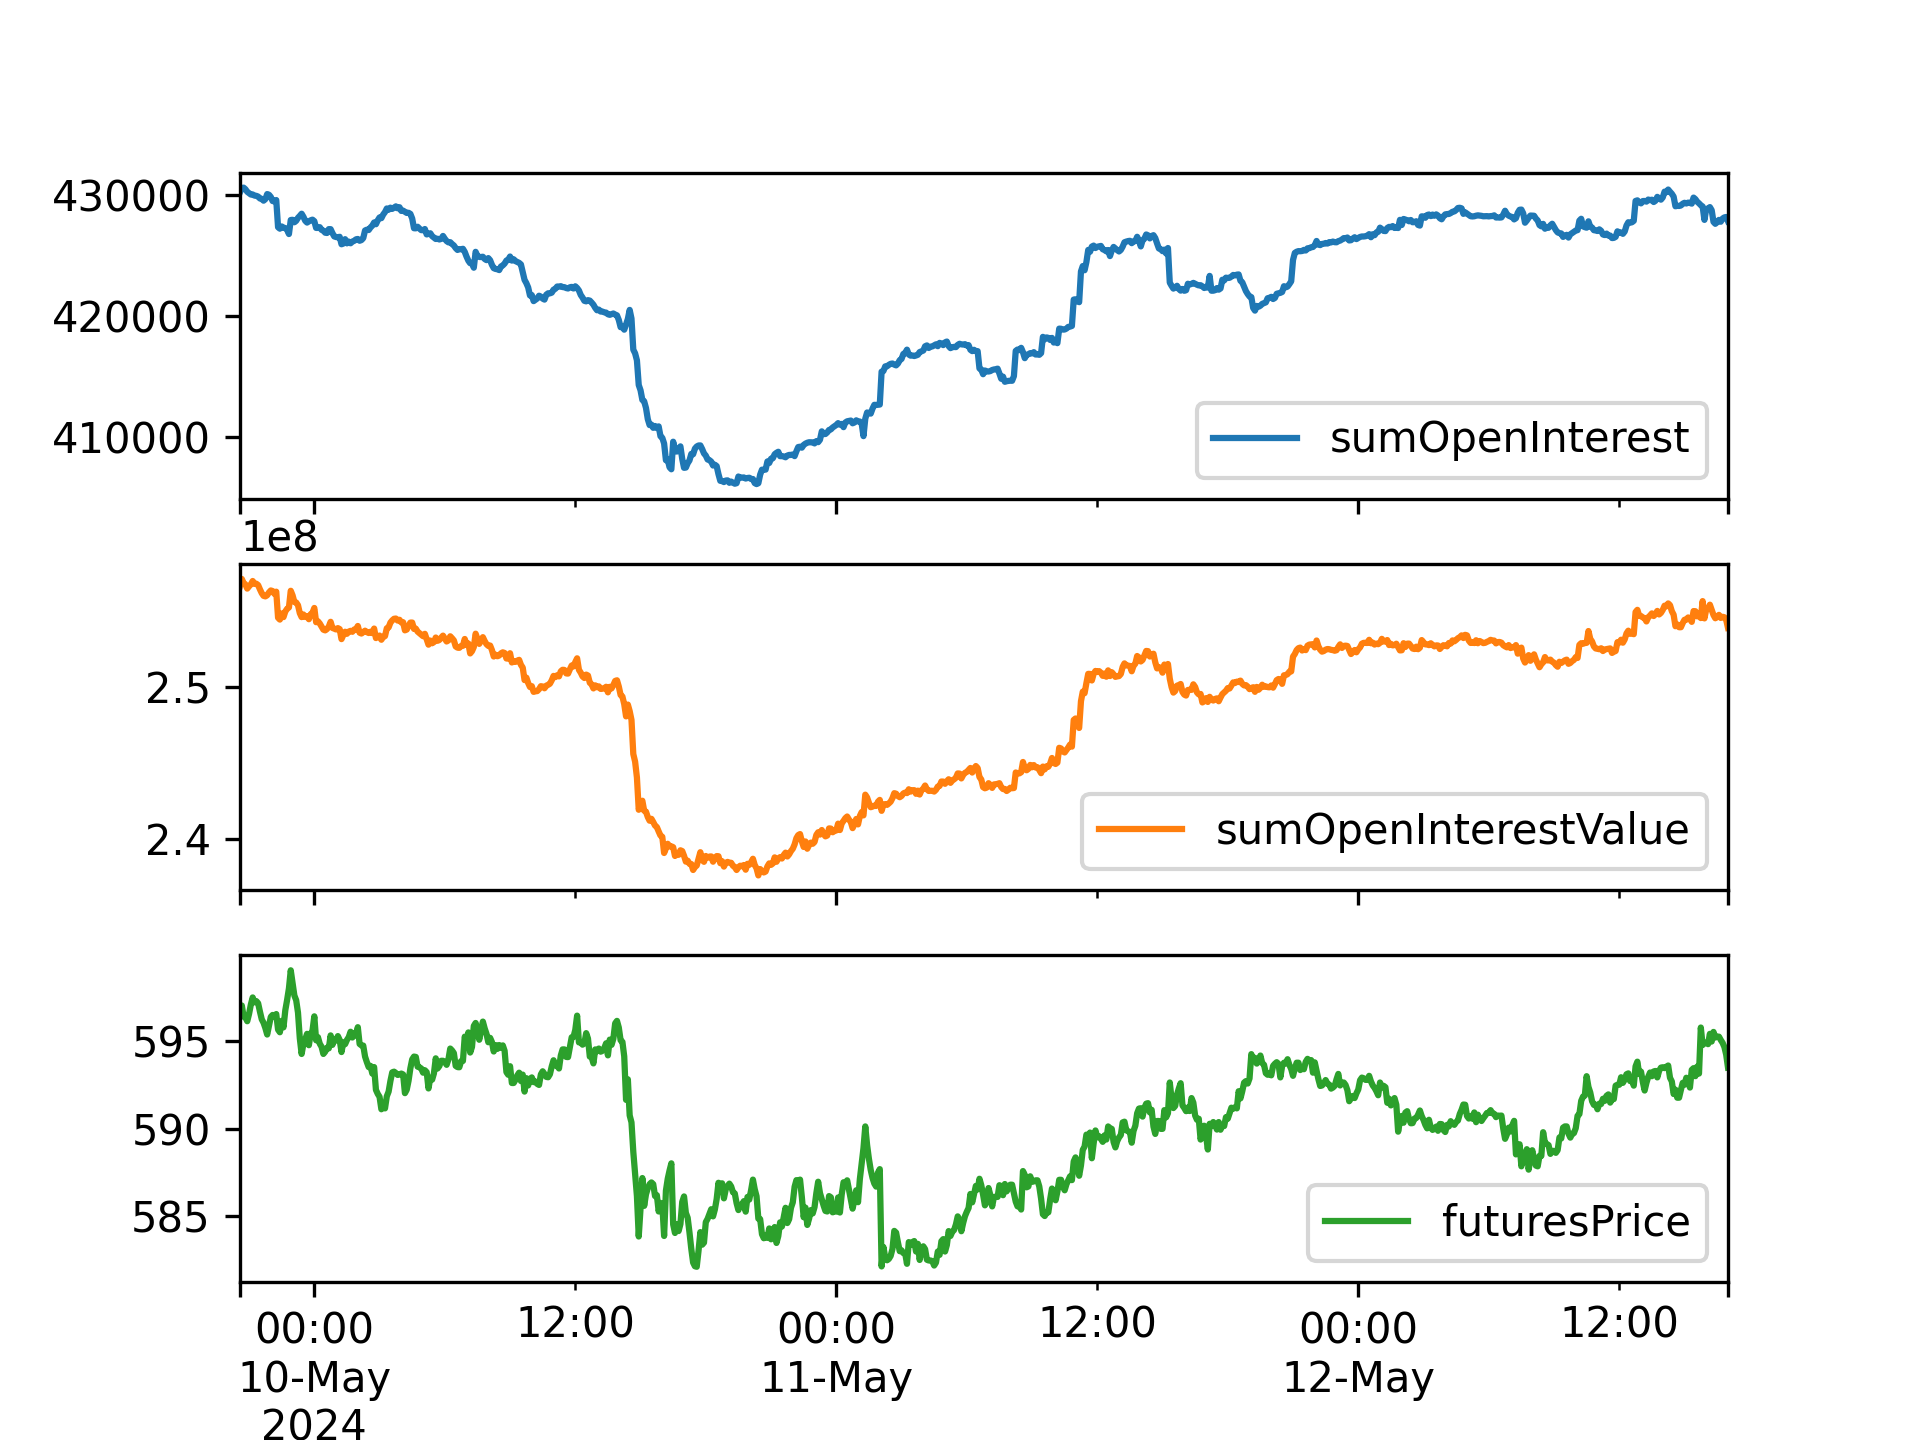 430000
420000
410000
sumOpenInterest
1e8
2.5
2.4
sumOpenInterestValue
595
590
585
futuresPrice
00:00 12:00 00:00 12:00 00:00 12:00
10-May 11-May 12-May
2024